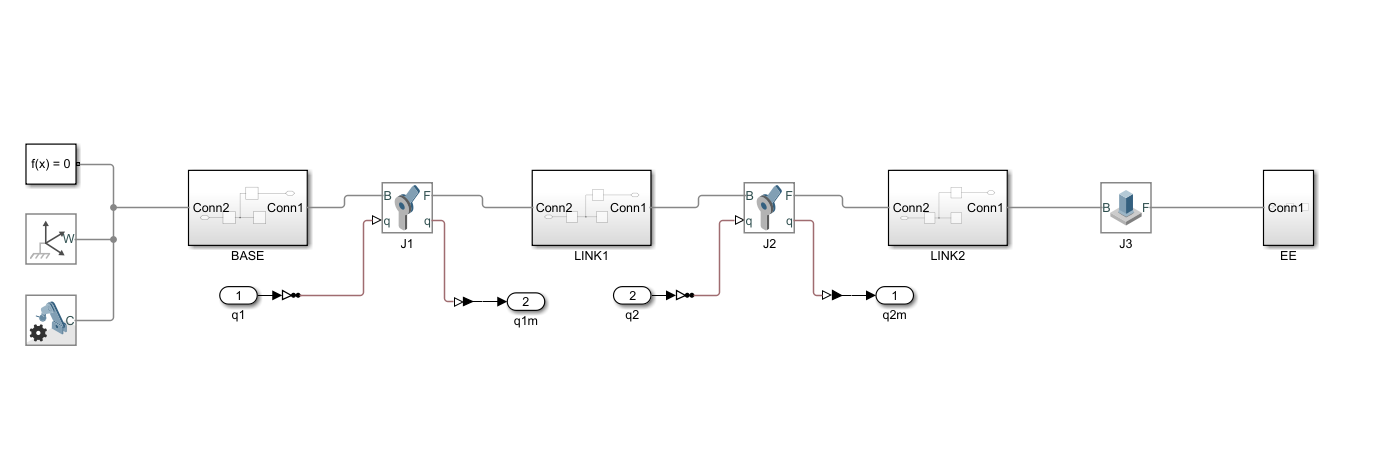 f(x) = 0
W
C
Conn2
Conn1
BASE
B
F
q
q
J1
1
q1
2
q1m
Conn2
Conn1
LINK1
B
F
q
q
J2
2
q2
1
q2m
Conn2
Conn1
LINK2
B
F
J3
Conn1
EE